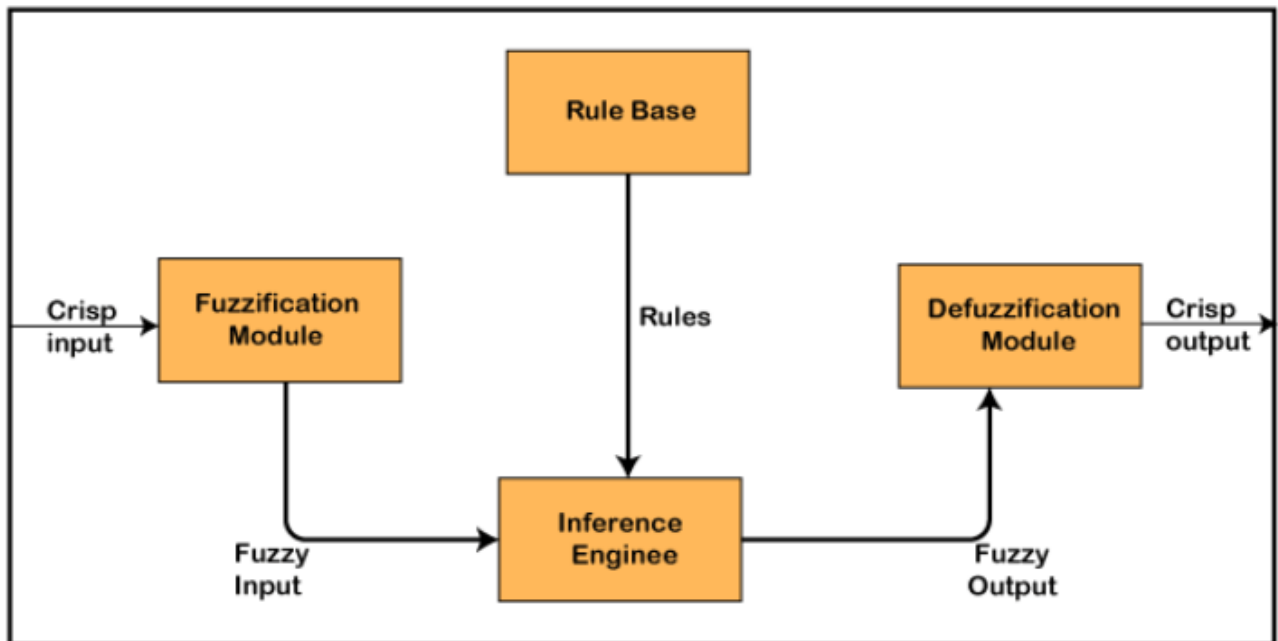 Rule Base
Crisp
input
Fuzzification
Module
Rules
Defuzzification
Module
Crisp
output
Inference
Enginee
Fuzzy
Input
Fuzzy
Output